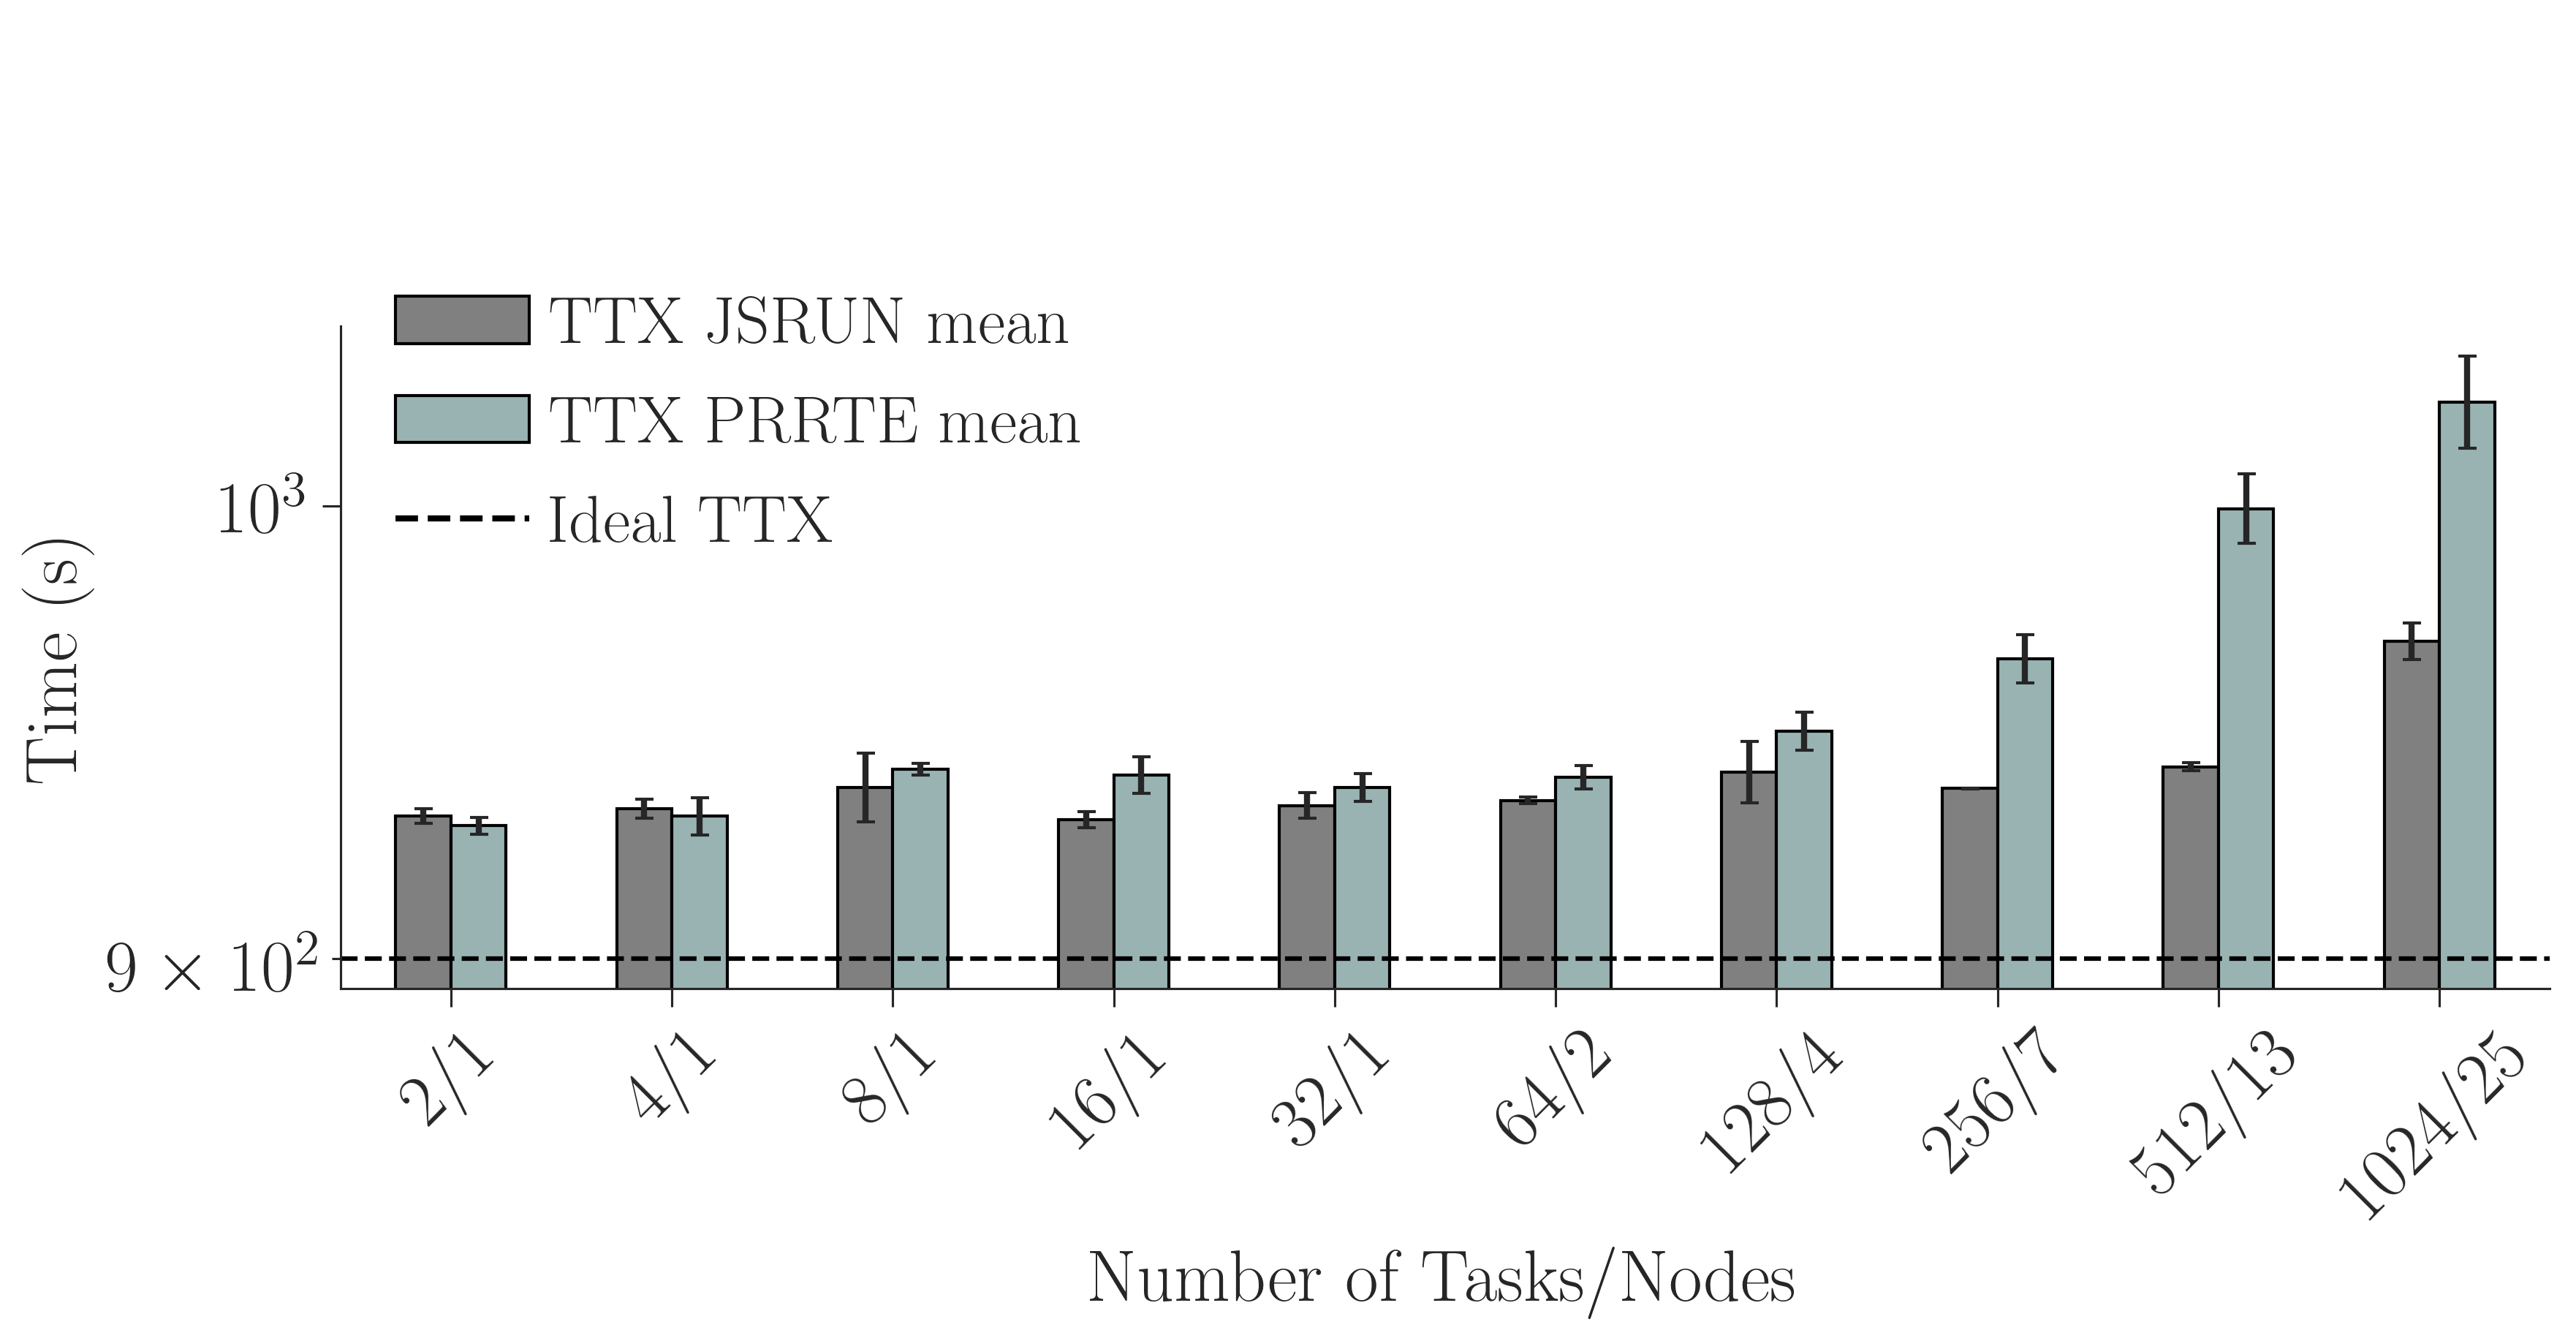 TTX JSRUN mean
TTX PRRTE mean
Ideal TTX
10³
9 × 10²
Time (s)
2/1
4/1
8/1
16/1
32/1
64/2
128/4
256/7
512/13
1024/25
Number of Tasks/Nodes